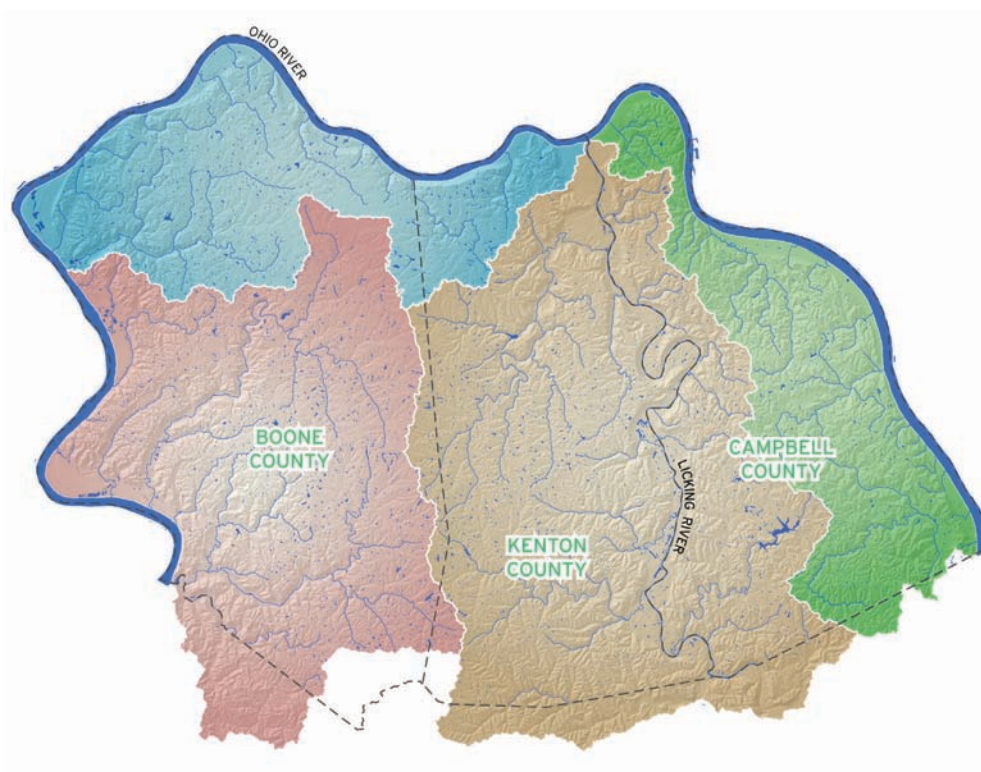 OHIO RIVER
BOONE
COUNTY
CAMPBELL
COUNTY
LICKING RIVER
KENTON
COUNTY